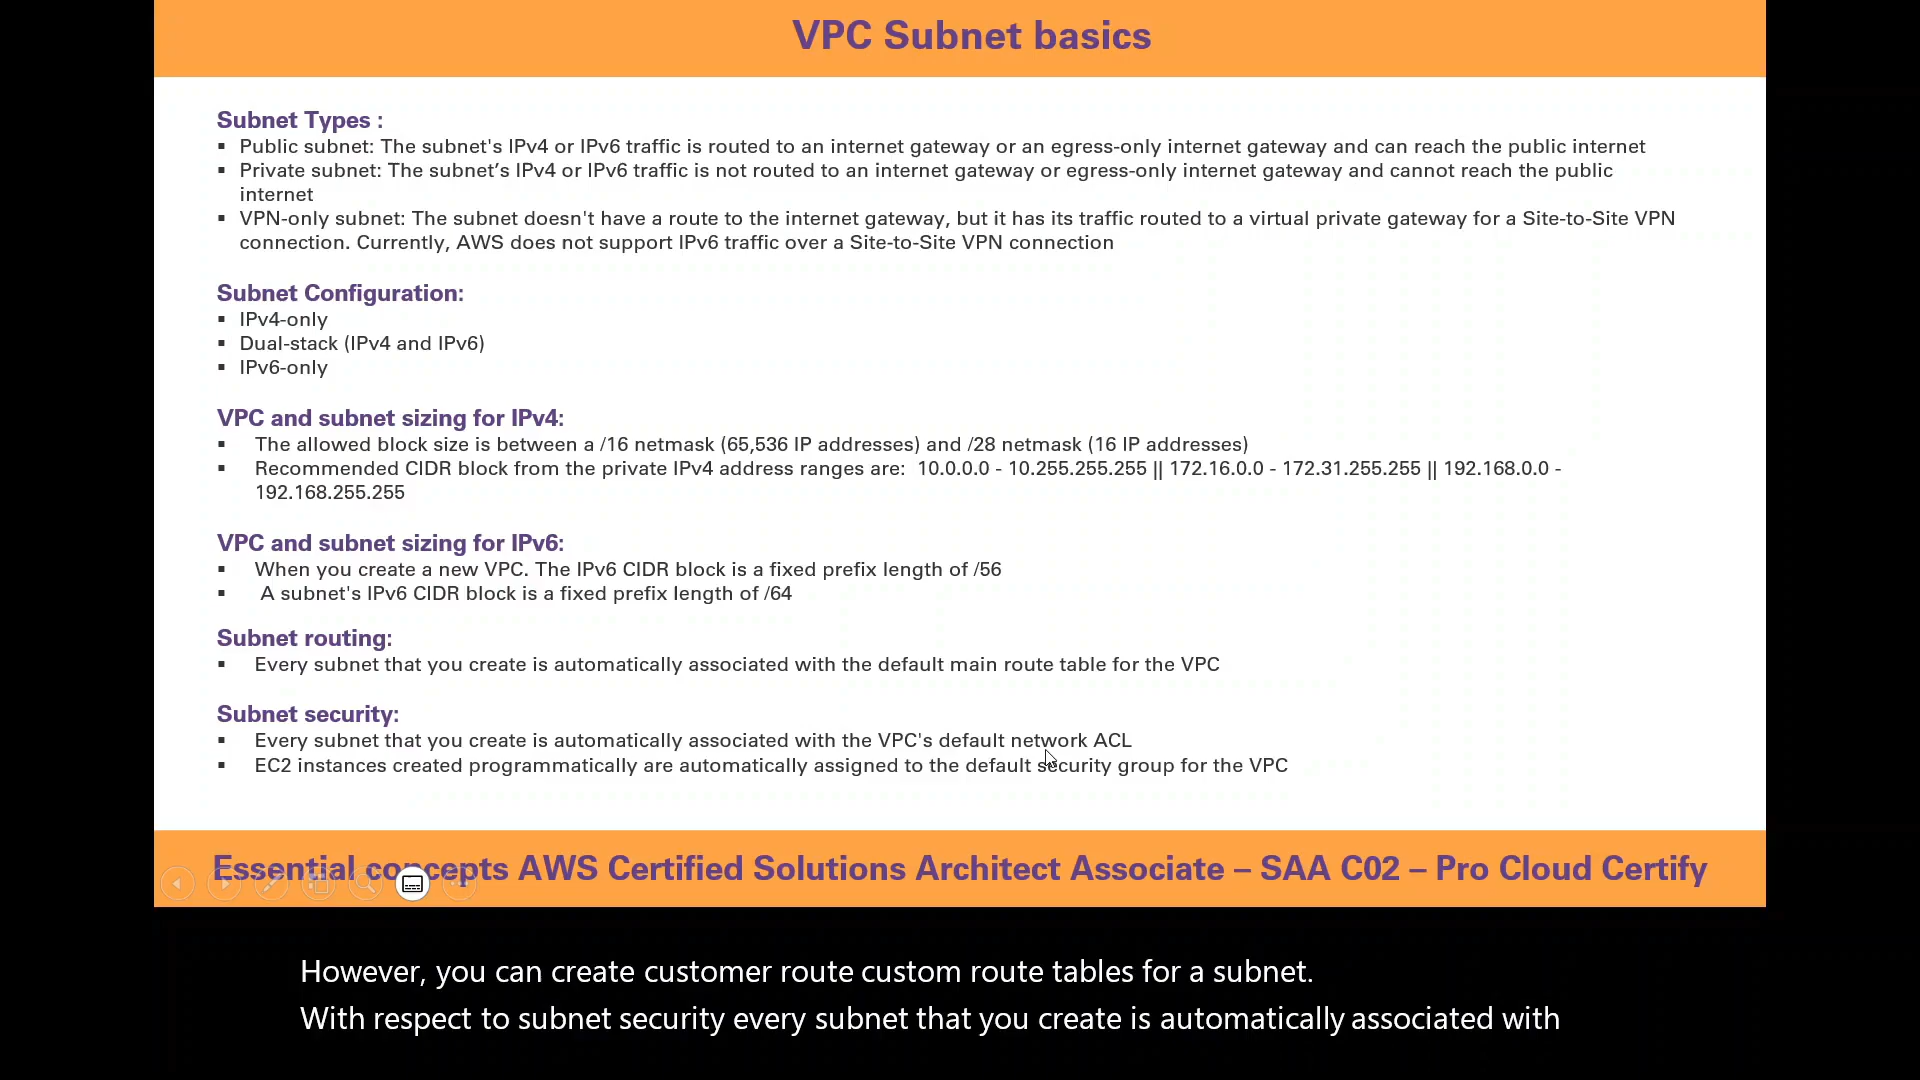 VPC Subnet basics
Subnet Types :
▪ Public subnet: The subnet's IPv4 or IPv6 traffic is routed to an internet gateway or an egress-only internet gateway and can reach the public internet
▪ Private subnet: The subnet’s IPv4 or IPv6 traffic is not routed to an internet gateway or egress-only internet gateway and cannot reach the public
internet
▪ VPN-only subnet: The subnet doesn't have a route to the internet gateway, but it has its traffic routed to a virtual private gateway for a Site-to-Site VPN
connection. Currently, AWS does not support IPv6 traffic over a Site-to-Site VPN connection
Subnet Configuration:
▪ IPv4-only
▪ Dual-stack (IPv4 and IPv6)
▪ IPv6-only
VPC and subnet sizing for IPv4:
▪ The allowed block size is between a /16 netmask (65,536 IP addresses) and /28 netmask (16 IP addresses)
▪ Recommended CIDR block from the private IPv4 address ranges are: 10.0.0.0 - 10.255.255.255 || 172.16.0.0 - 172.31.255.255 || 192.168.0.0 -
192.168.255.255
VPC and subnet sizing for IPv6:
▪ When you create a new VPC. The IPv6 CIDR block is a fixed prefix length of /56
▪ A subnet's IPv6 CIDR block is a fixed prefix length of /64
Subnet routing:
▪ Every subnet that you create is automatically associated with the default main route table for the VPC
Subnet security:
▪ Every subnet that you create is automatically associated with the VPC's default network ACL
▪ EC2 instances created programmatically are automatically assigned to the default security group for the VPC
Essential concepts AWS Certified Solutions Architect Associate – SAA C02 – Pro Cloud Certify
However, you can create customer route custom route tables for a subnet.
With respect to subnet security every subnet that you create is automatically associated with